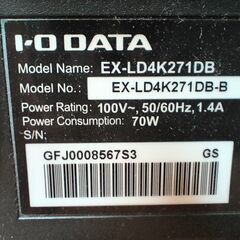 I-O DATA
Model Name: EX-LD4K271DB
Model No.: EX-LD4K271DB-B
Power Rating: 100V~, 50/60Hz, 1.4A
Power Consumption: 70W
S/N;
GFJ0008567S3 GS